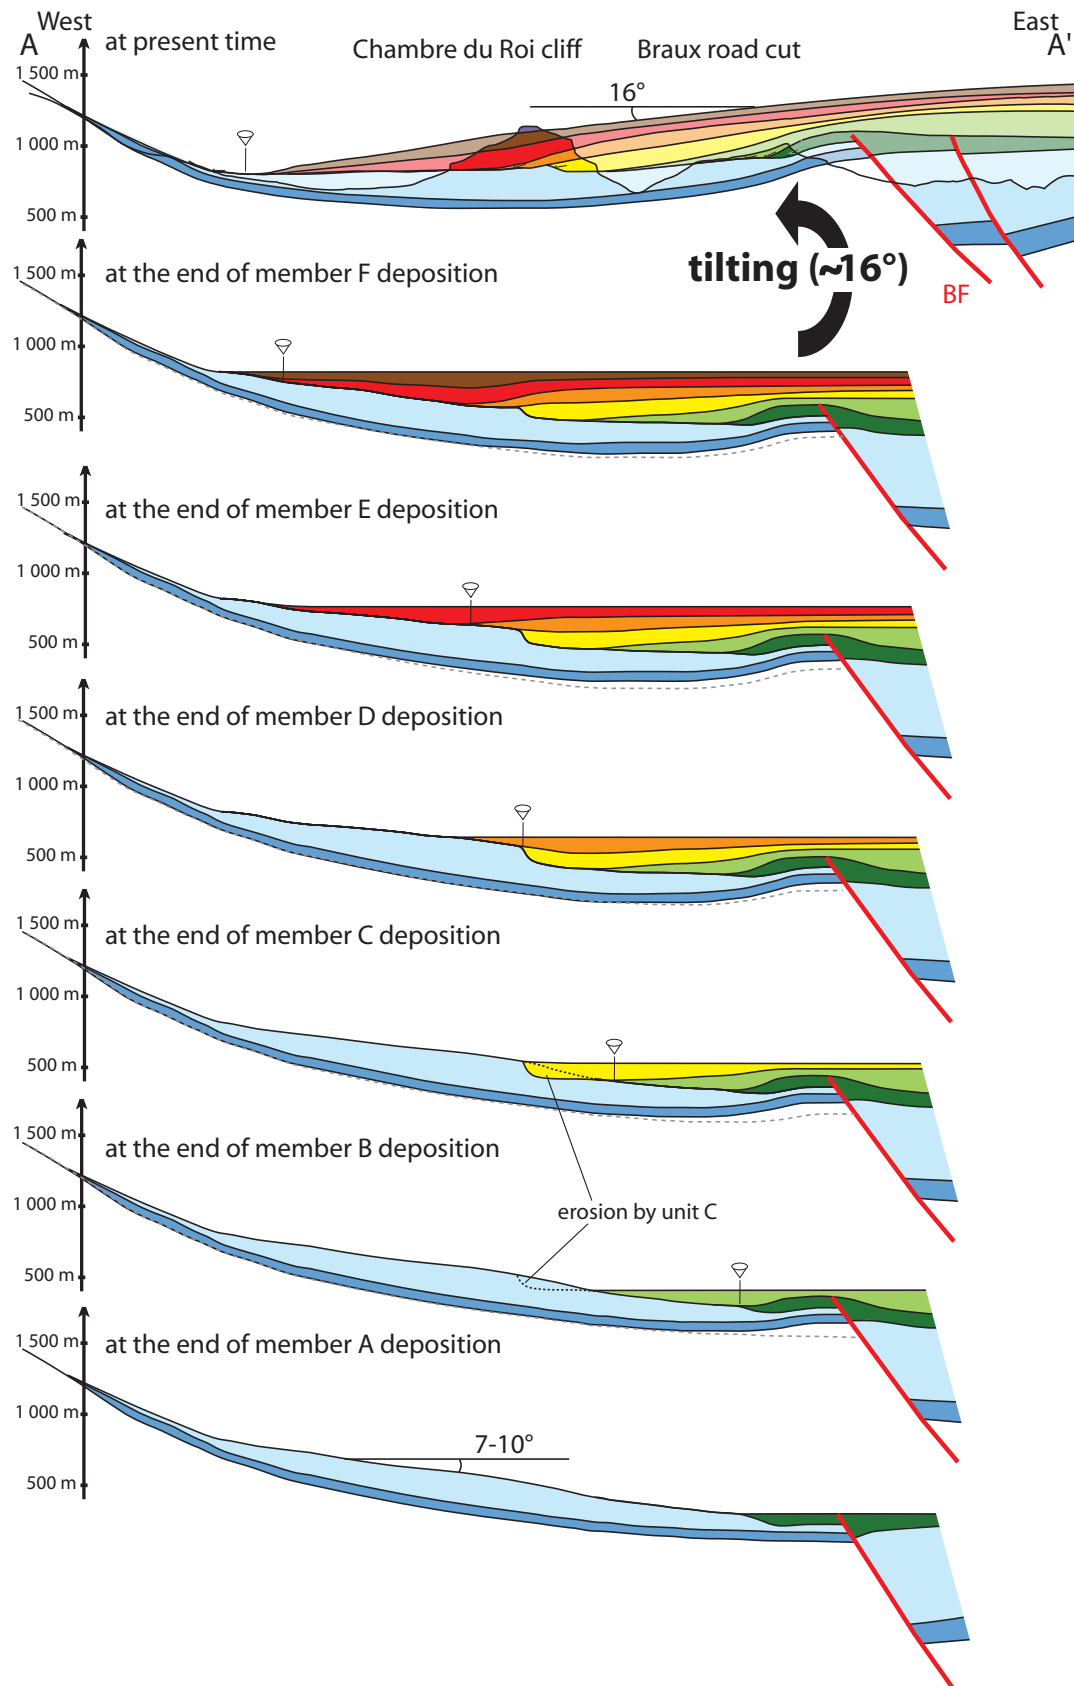 West
East
A
at present time
Chambre du Roi cliff
Braux road cut
A'
1 500 m
16°
1 000 m
500 m
tilting (~16°)
BF
at the end of member F deposition
1 500 m
1 000 m
500 m
at the end of member E deposition
1 500 m
1 000 m
500 m
at the end of member D deposition
1 500 m
1 000 m
500 m
at the end of member C deposition
1 500 m
1 000 m
500 m
at the end of member B deposition
1 500 m
erosion by unit C
1 000 m
500 m
at the end of member A deposition
1 500 m
1 000 m
7-10°
500 m